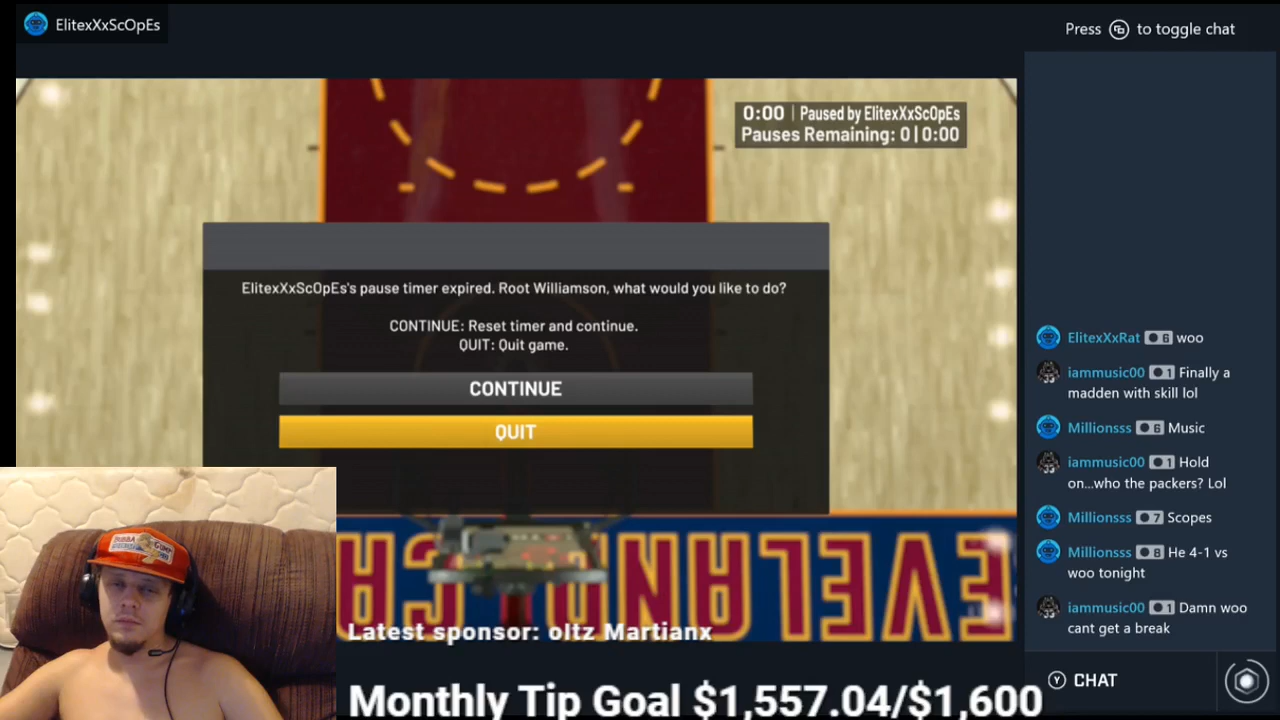 ElitexXxScOpEs
Press to toggle chat
0:00 | Paused by ElitexXxScOpEs
Pauses Remaining: 0 | 0:00
ElitexXxScOpEs's pause timer expired. Root Williamson, what would you like to do?
CONTINUE: Reset timer and continue.
QUIT: Quit game.
CONTINUE
QUIT
ElitexXxRat 6 woo
iammusic00 1 Finally a
madden with skill lol
Millionsss 6 Music
iammusic00 1 Hold
on...who the packers? Lol
Millionsss 7 Scopes
Millionsss 8 He 4-1 vs
woo tonight
iammusic00 1 Damn woo
cant get a break
Y CHAT
BUBBA
GUMP
EVELAND CA
Latest sponsor: oltz Martianx
Monthly Tip Goal $1,557.04/$1,600